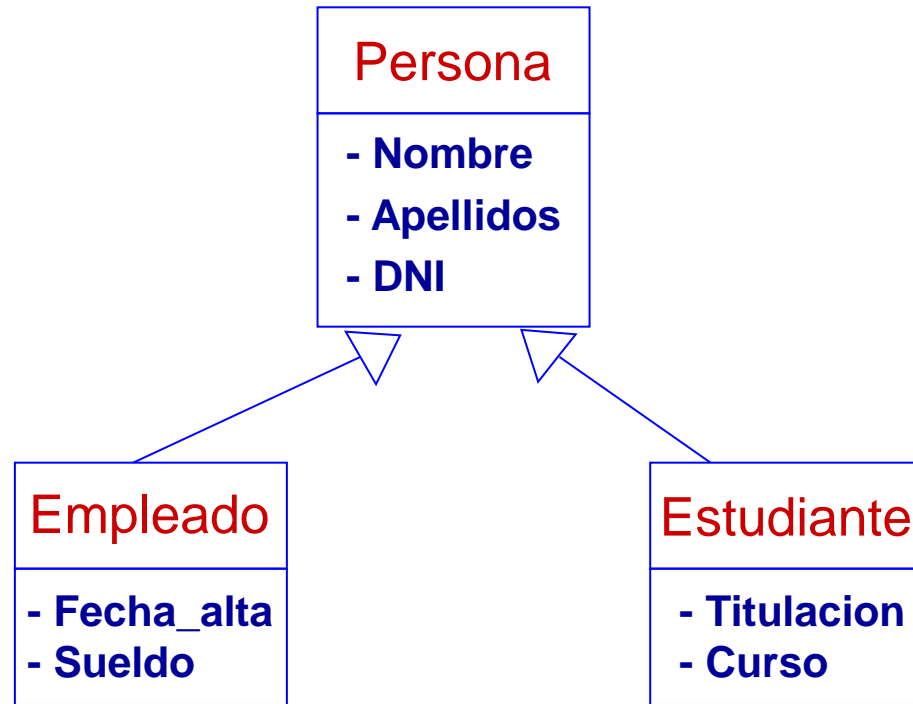 Persona
- Nombre
- Apellidos
- DNI
Empleado
- Fecha_alta
- Sueldo
Estudiante
- Titulacion
- Curso